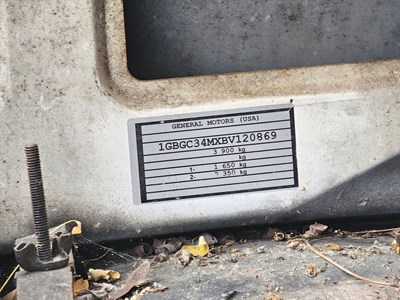 GENERAL MOTORS (USA)
1GBGC34MXBV120869
3 900 kg
kg
1- 1 650 kg
2- 2 350 kg